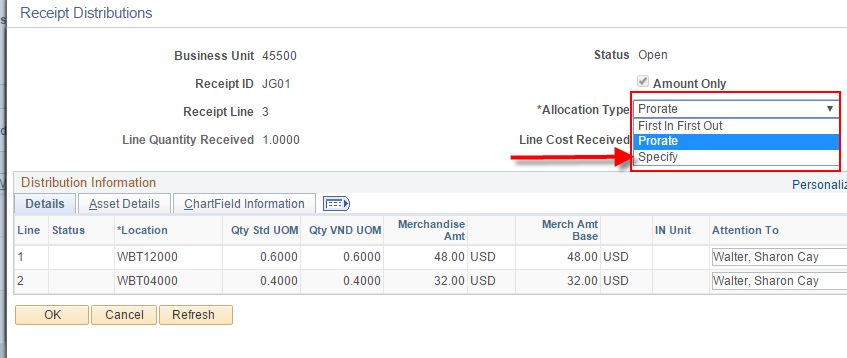 Receipt Distributions
Business Unit 45500 Status Open
Receipt ID JG01 Amount Only
Receipt Line 3 *Allocation Type Prorate
First In First Out
Line Quantity Received 1.0000 Line Cost Received Prorate
Specify
Distribution Information Personaliz
Details Asset Details ChartField Information
Line Status *Location Qty Std UOM Qty VND UOM Merchandise Amt Merch Amt Base IN Unit Attention To
1 WBT12000 0.6000 0.6000 48.00 USD 48.00 USD Walter, Sharon Cay
2 WBT04000 0.4000 0.4000 32.00 USD 32.00 USD Walter, Sharon Cay
OK Cancel Refresh